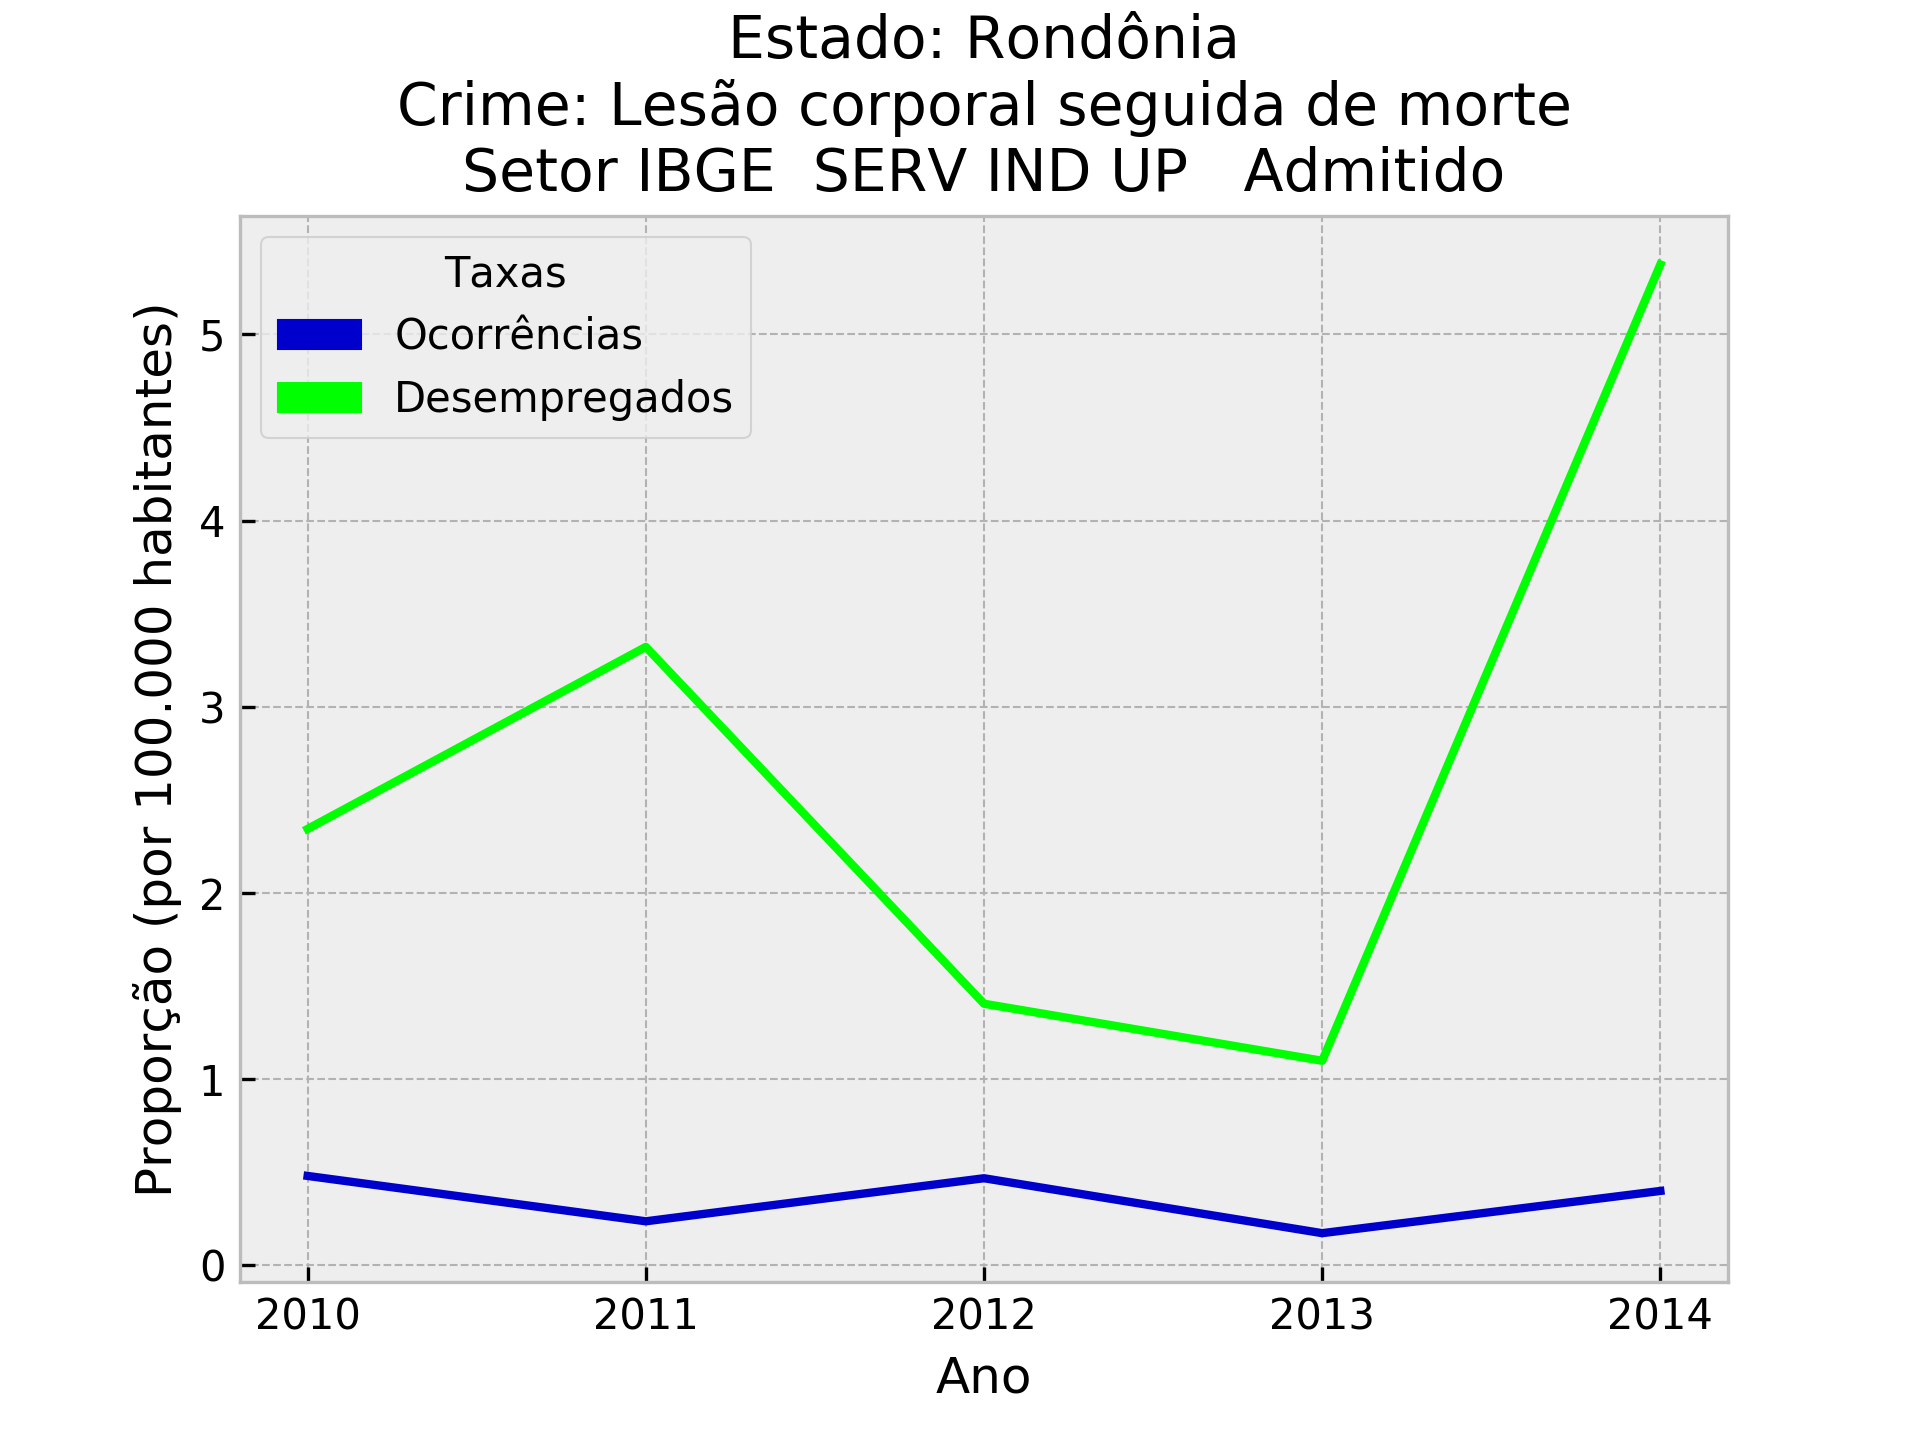 Estado: Rondônia
Crime: Lesão corporal seguida de morte
Setor IBGE  SERV IND UP   Admitido
Taxas
Ocorrências
Desempregados
Proporção (por 100.000 habitantes)
5
4
3
2
1
0
2010 2011 2012 2013 2014
Ano